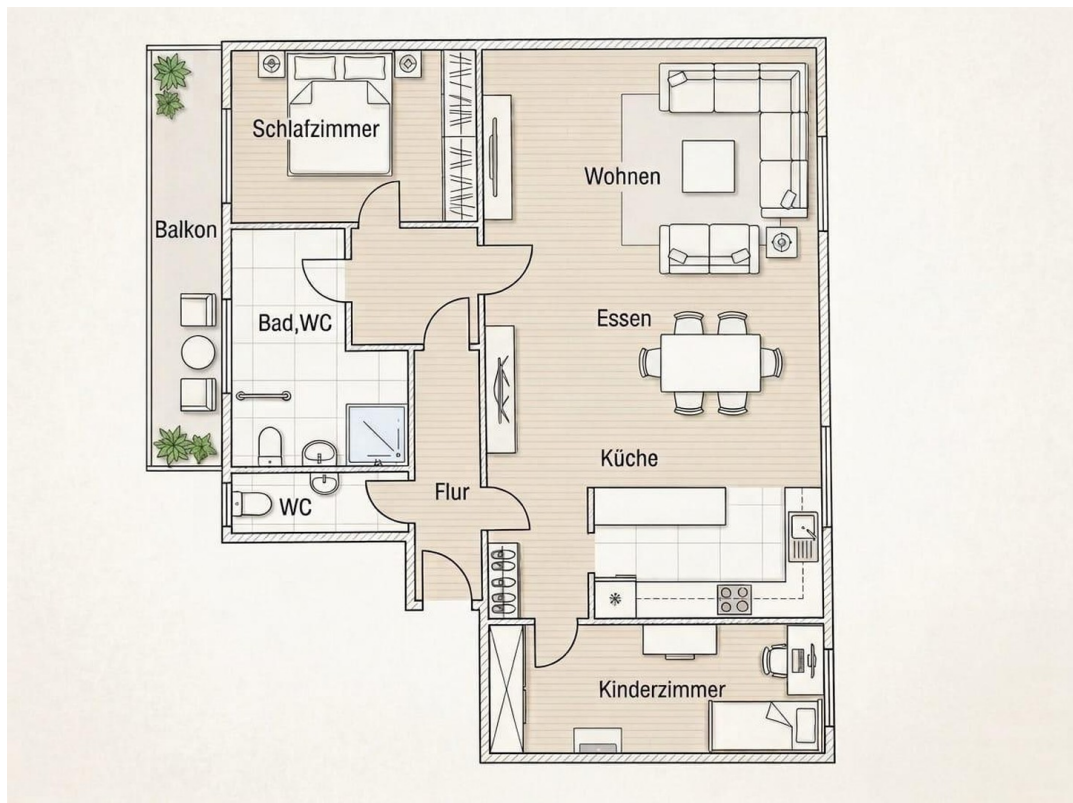 Schlafzimmer
Wohnen
Balkon
Bad,WC
Essen
Küche
Flur
WC
Kinderzimmer